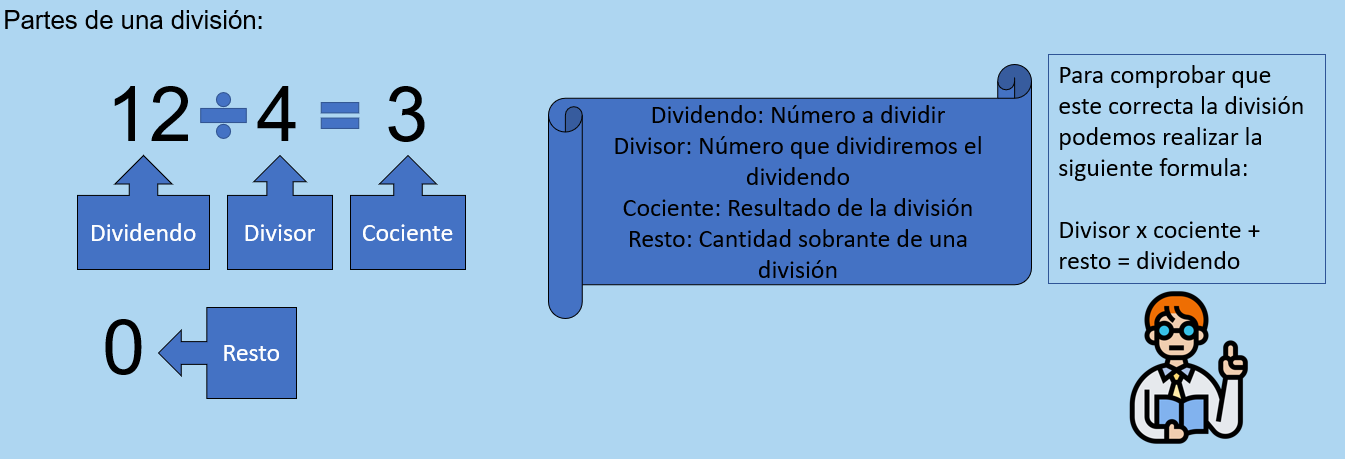 Partes de una división:
12 ÷ 4 = 3
Dividendo Divisor Cociente
0 Resto
Dividendo: Número a dividir
Divisor: Número que dividiremos el
dividendo
Cociente: Resultado de la división
Resto: Cantidad sobrante de una
división
Para comprobar que
este correcta la división
podemos realizar la
siguiente formula:
Divisor x cociente +
resto = dividendo